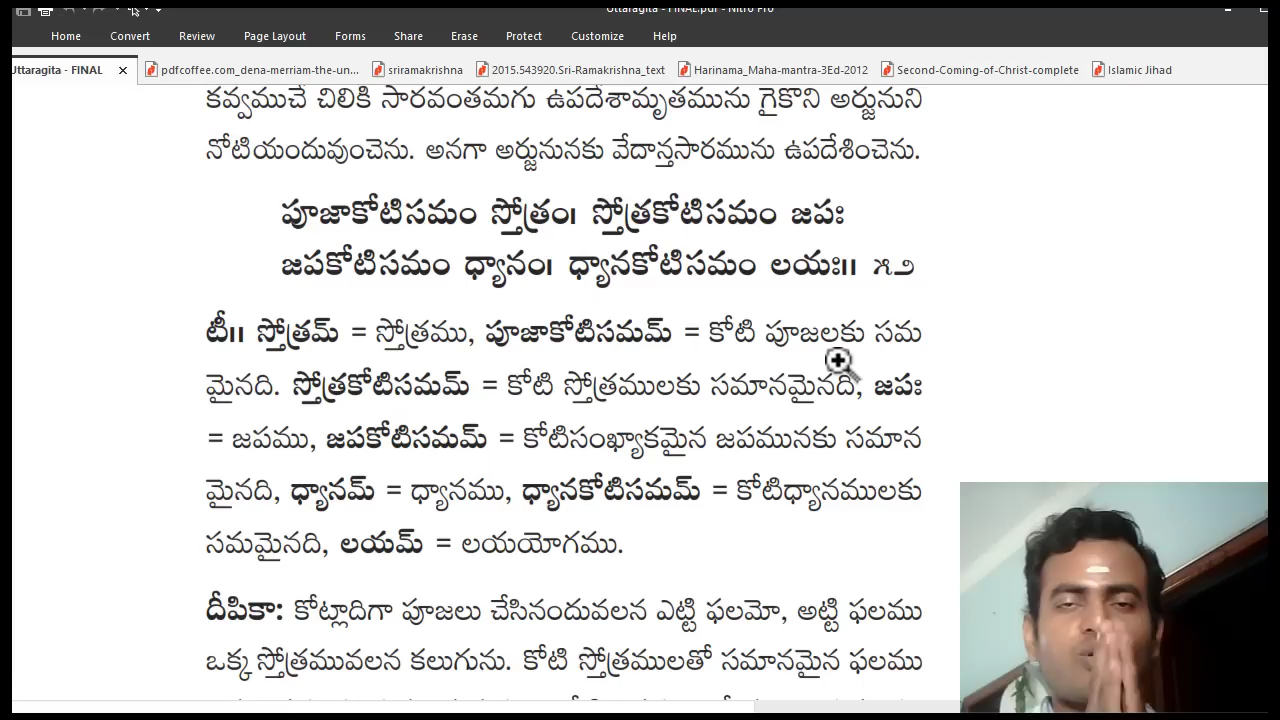 Uttaragita - FINAL.pdf - Nitro Pro
Home Convert Review Page Layout Forms Share Erase Protect Customize Help
Uttaragita - FINAL × pdfcoffee.com_dena-merriam-the-un... sriramakrishna 2015.543920.Sri-Ramakrishna_text Harinama_Maha-mantra-3Ed-2012 Second-Coming-of-Christ-complete Islamic Jihad
కవ్వముచే చిలికి సారవంతమగు ఉపదేశామృతమును గైకొని అర్జునుని
నోటియందువుంచెను. అనగా అర్జునునకు వేదాన్తసారమును ఉపదేశించెను.
పూజాకోటిసమం స్తోత్రం। స్తోత్రకోటిసమం జపః
జపకోటిసమం ధ్యానం। ధ్యానకోటిసమం లయః॥ ౫౨
టీ॥ స్తోత్రమ్ = స్తోత్రము, పూజాకోటిసమమ్ = కోటి పూజలకు సమ
మైనది. స్తోత్రకోటిసమమ్ = కోటి స్తోత్రములకు సమానమైనది, జపః
= జపము, జపకోటిసమమ్ = కోటిసంఖ్యాకమైన జపమునకు సమాన
మైనది, ధ్యానమ్ = ధ్యానము, ధ్యానకోటిసమమ్ = కోటిధ్యానములకు
సమమైనది, లయమ్ = లయయోగము.
దీపికా: కోట్లాదిగా పూజలు చేసినందువలన ఎట్టి ఫలమో, అట్టి ఫలము
ఒక్క స్తోత్రమువలన కలుగును. కోటి స్తోత్రములతో సమానమైన ఫలము